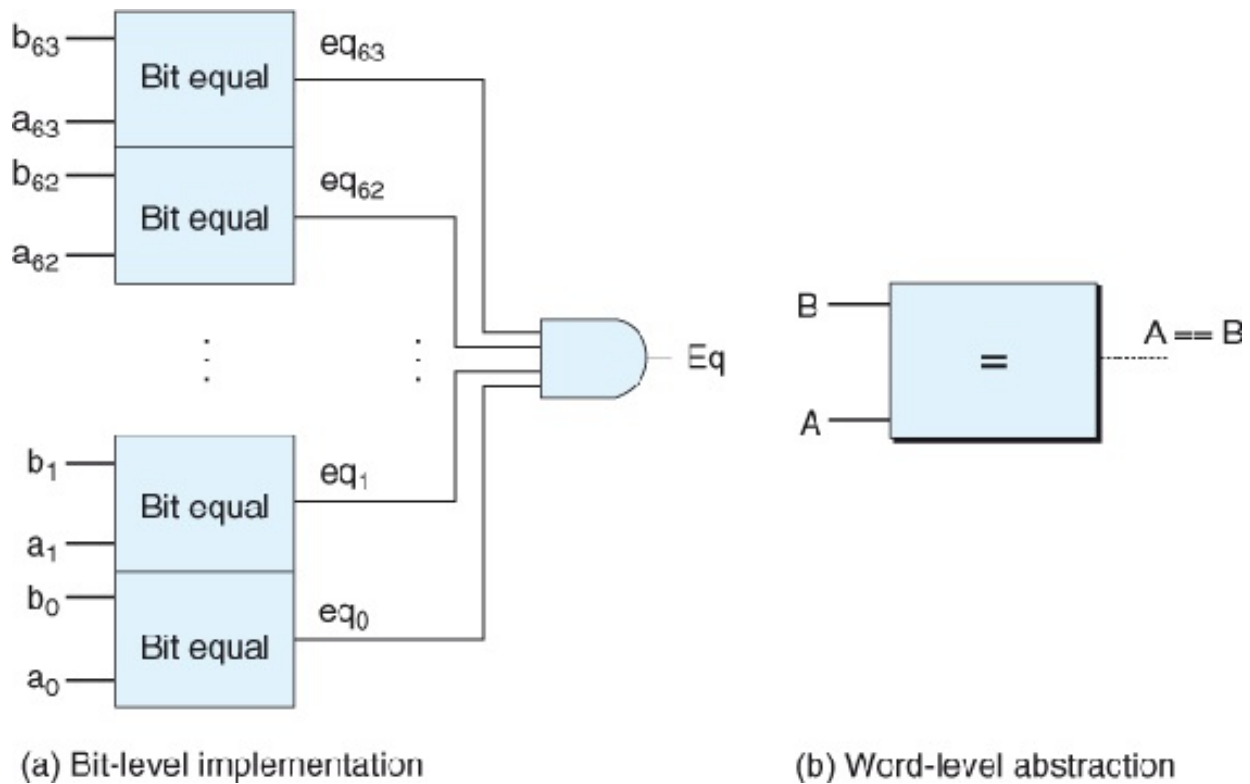 b63
eq63
Bit equal
a63
b62
eq62
Bit equal
a62
Eq
b1
eq1
Bit equal
a1
b0
eq0
Bit equal
a0
(a) Bit-level implementation
B
A == B
=
A
(b) Word-level abstraction